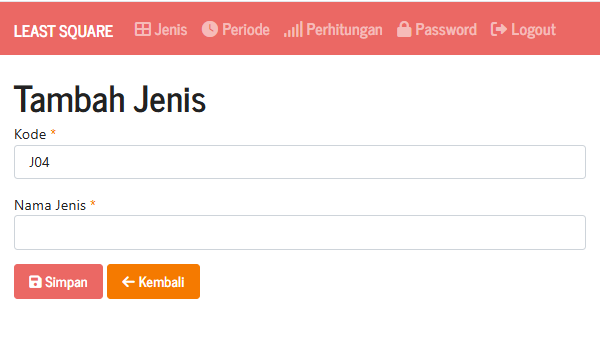 LEAST SQUARE Jenis Periode Perhitungan Password Logout
Tambah Jenis
Kode *
J04
Nama Jenis *
Simpan Kembali